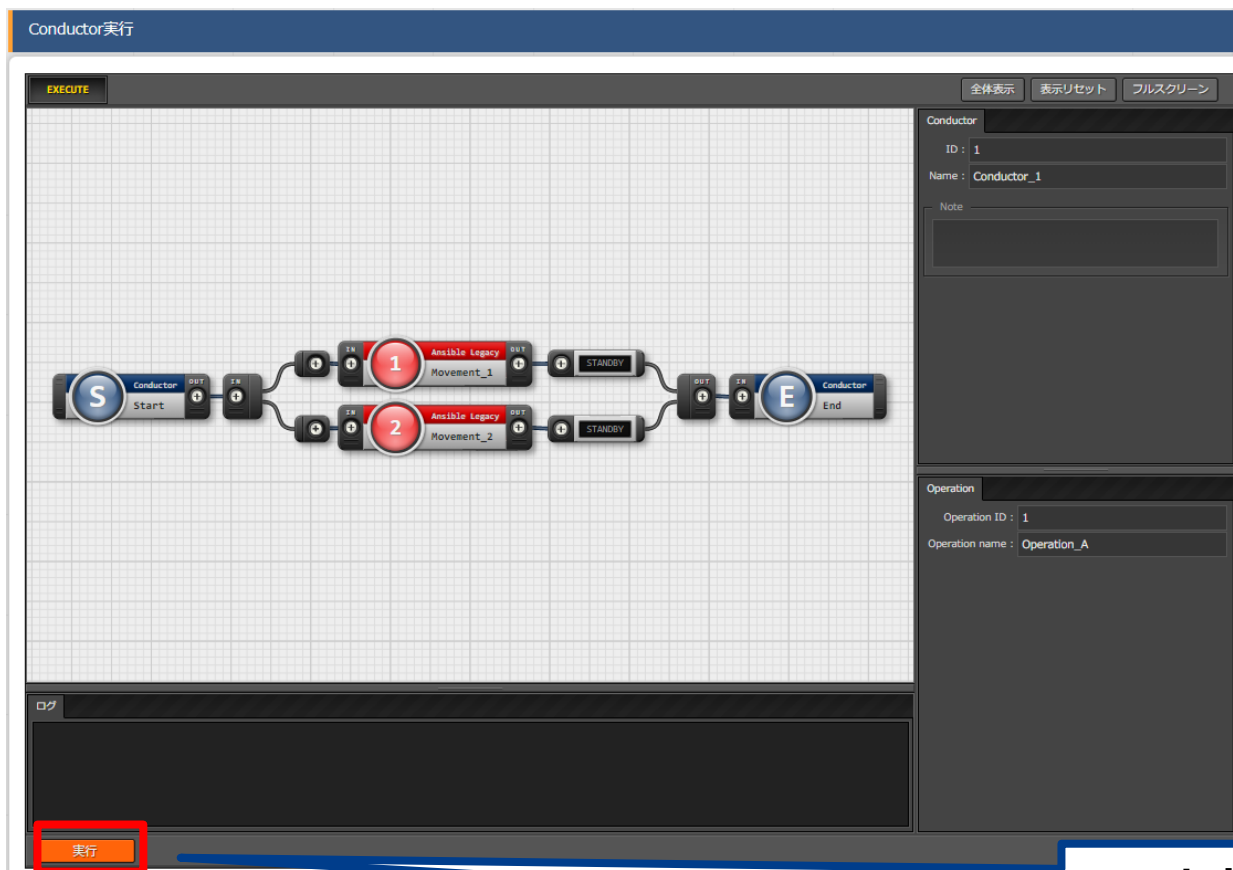 Conductor実行
EXECUTE
全体表示
表示リセット
フルスクリーン
Conductor
ID : 1
Name : Conductor_1
Note
IN
1
Ansible Legacy
Movement_1
OUT
STANDBY
S
Conductor
Start
OUT
IN
IN
2
Ansible Legacy
Movement_2
OUT
STANDBY
OUT
IN
E
Conductor
End
Operation
Operation ID : 1
Operation name : Operation_A
ログ
実行